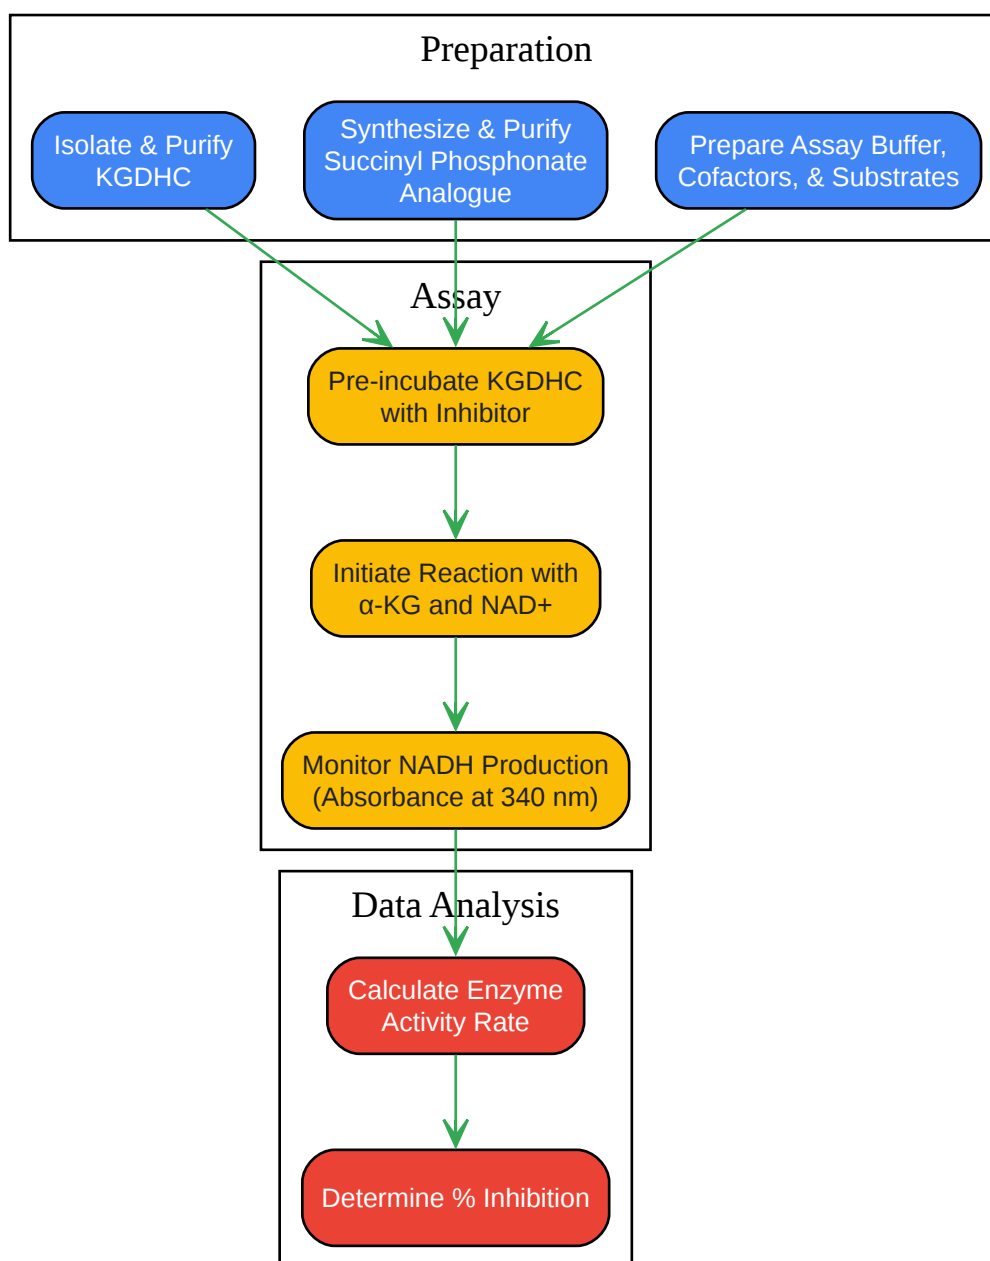 Preparation
Isolate & Purify
KGDHC
Synthesize & Purify
Succinyl Phosphonate
Analogue
Prepare Assay Buffer,
Cofactors, & Substrates
Assay
Pre-incubate KGDHC
with Inhibitor
Initiate Reaction with
α-KG and NAD+
Monitor NADH Production
(Absorbance at 340 nm)
Data Analysis
Calculate Enzyme
Activity Rate
Determine % Inhibition